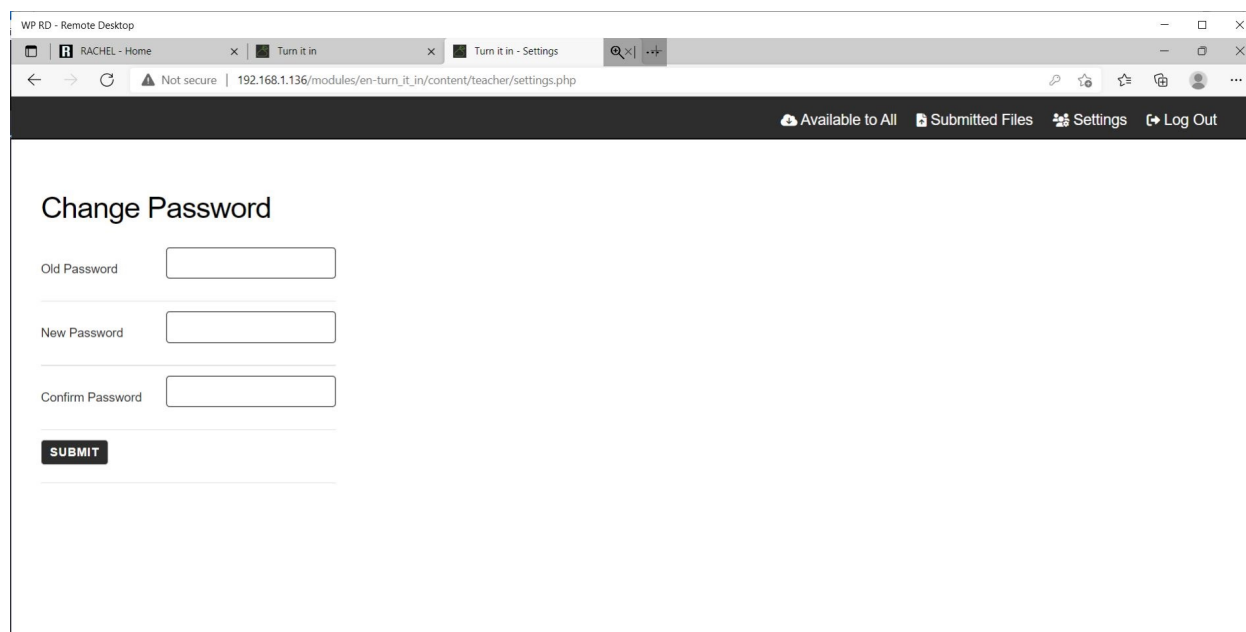 WP RD - Remote Desktop
RACHEL - Home Turn it in Turn it in - Settings
Not secure | 192.168.1.136/modules/en-turn_it_in/content/teacher/settings.php
Available to All Submitted Files Settings Log Out
Change Password
Old Password
New Password
Confirm Password
SUBMIT